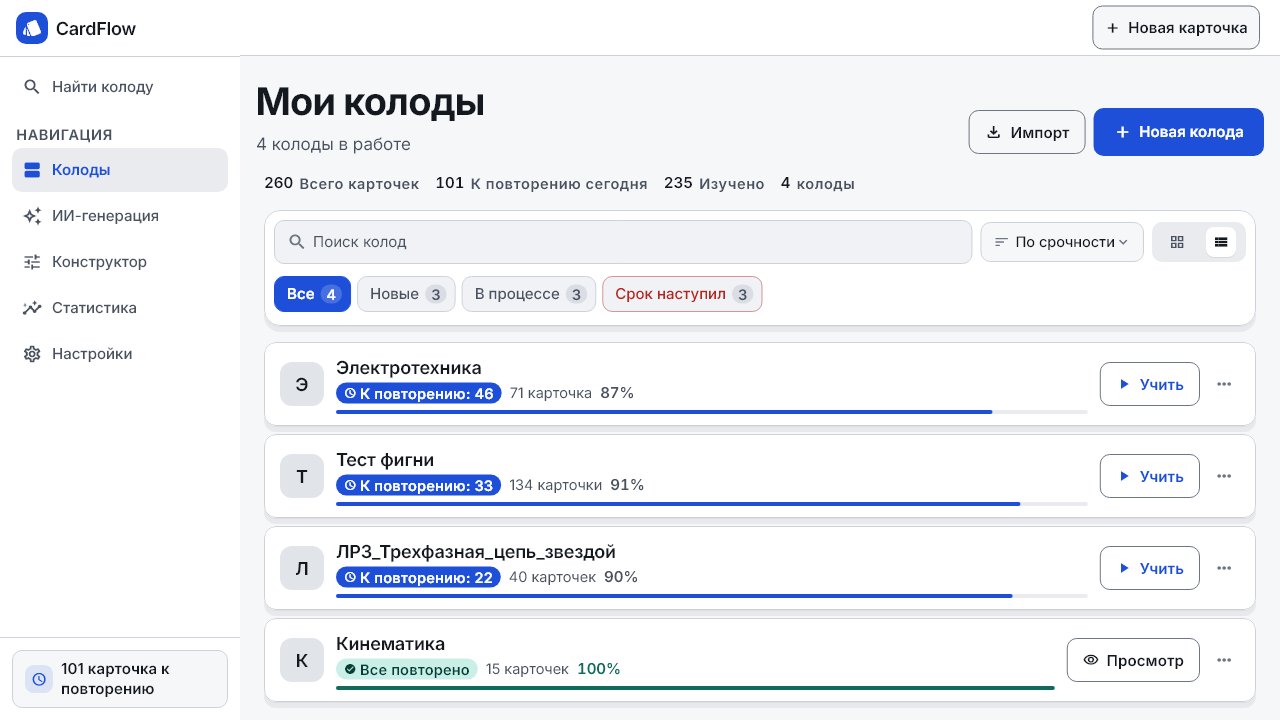 CardFlow
+ Новая карточка
Найти колоду
НАВИГАЦИЯ
Колоды
ИИ-генерация
Конструктор
Статистика
Настройки
101 карточка к
повторению
Мои колоды
4 колоды в работе
Импорт
+ Новая колода
260 Всего карточек 101 К повторению сегодня 235 Изучено 4 колоды
Поиск колод
По срочности
Все 4 Новые 3 В процессе 3 Срок наступил 3
Э
Электротехника
К повторению: 46 71 карточка 87%
Учить
Т
Тест фигни
К повторению: 33 134 карточки 91%
Учить
Л
ЛР3_Трехфазная_цепь_звездой
К повторению: 22 40 карточек 90%
Учить
К
Кинематика
Все повторено 15 карточек 100%
Просмотр